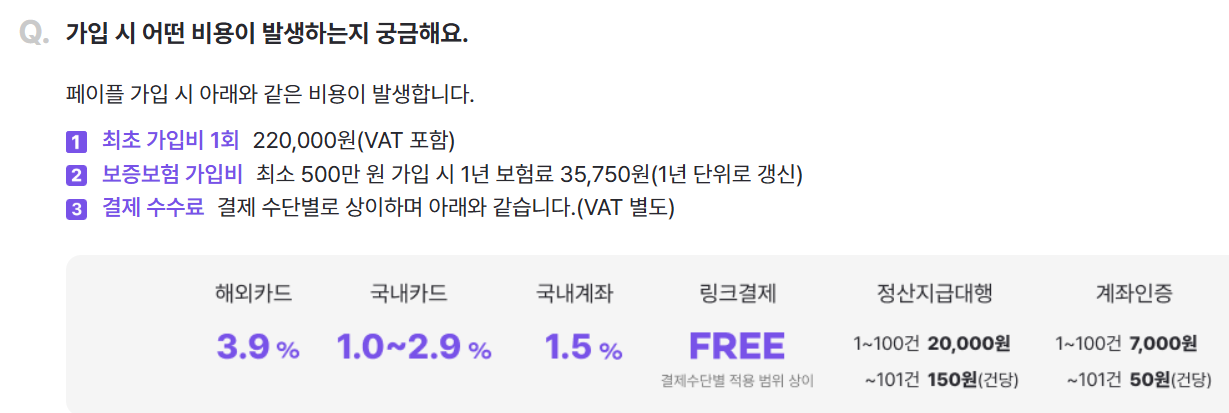 Q. 가입 시 어떤 비용이 발생하는지 궁금해요.
페이플 가입 시 아래와 같은 비용이 발생합니다.
1 최초 가입비 1회 220,000원(VAT 포함)
2 보증보험 가입비 최소 500만 원 가입 시 1년 보험료 35,750원(1년 단위로 갱신)
3 결제 수수료 결제 수단별로 상이하며 아래와 같습니다.(VAT 별도)
해외카드 국내카드 국내계좌 링크결제 정산지급대행 계좌인증
3.9 % 1.0~2.9 % 1.5 % FREE 1~100건 20,000원 1~100건 7,000원
결제수단별 적용 범위 상이 ~101건 150원(건당) ~101건 50원(건당)